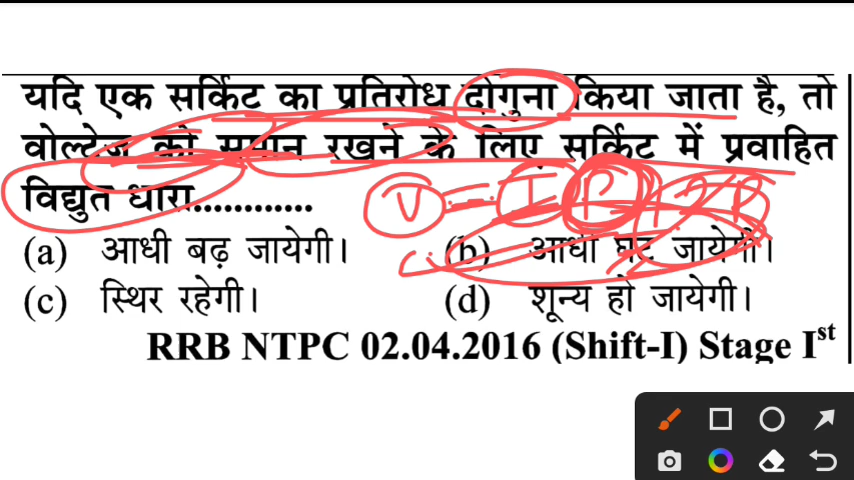 यदि एक सर्किट का प्रतिरोध दोगुना किया जाता है, तो
वोल्टेज को समान रखने के लिए सर्किट में प्रवाहित
विद्युत धारा............
V = I R 2R
(a) आधी बढ़ जायेगी।
(b) आधी घट जायेगी।
(c) स्थिर रहेगी।
(d) शून्य हो जायेगी।
RRB NTPC 02.04.2016 (Shift-I) Stage Ist